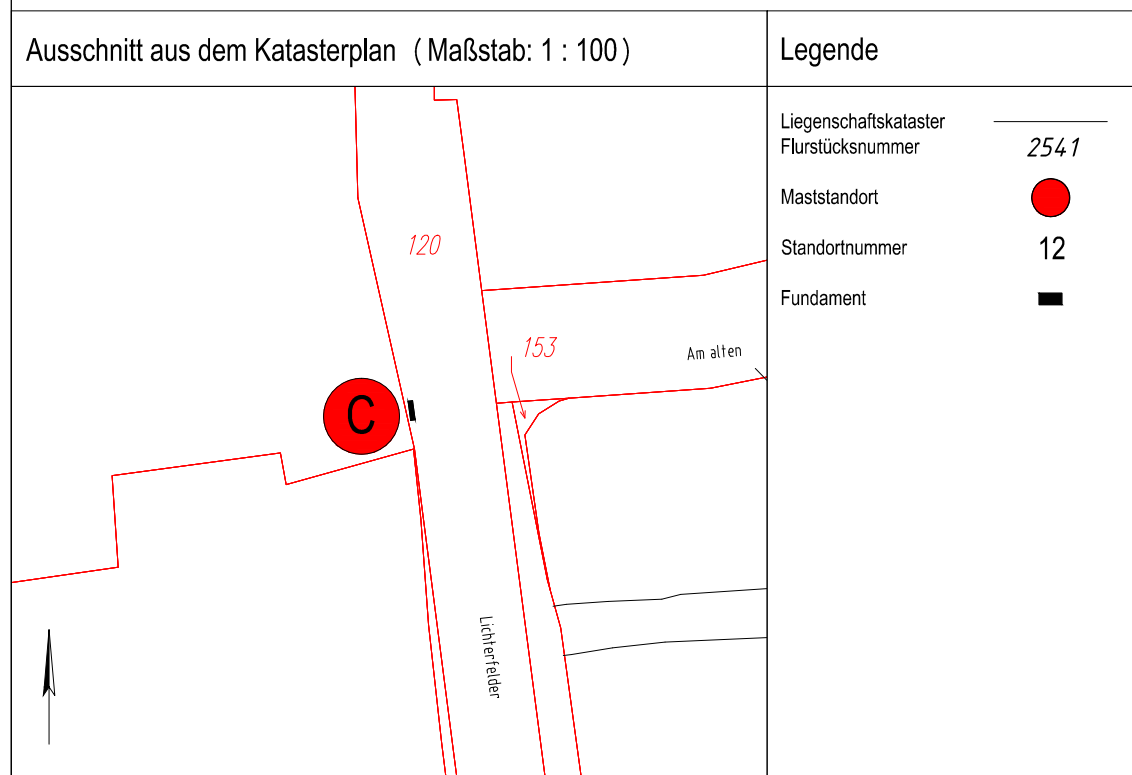 Ausschnitt aus dem Katasterplan (Maßstab: 1 : 100)
Legende
Liegenschaftskataster
Flurstücksnummer 2541
Maststandort
Standortnummer 12
Fundament
120
153
Am alten
C
Lichterfelder